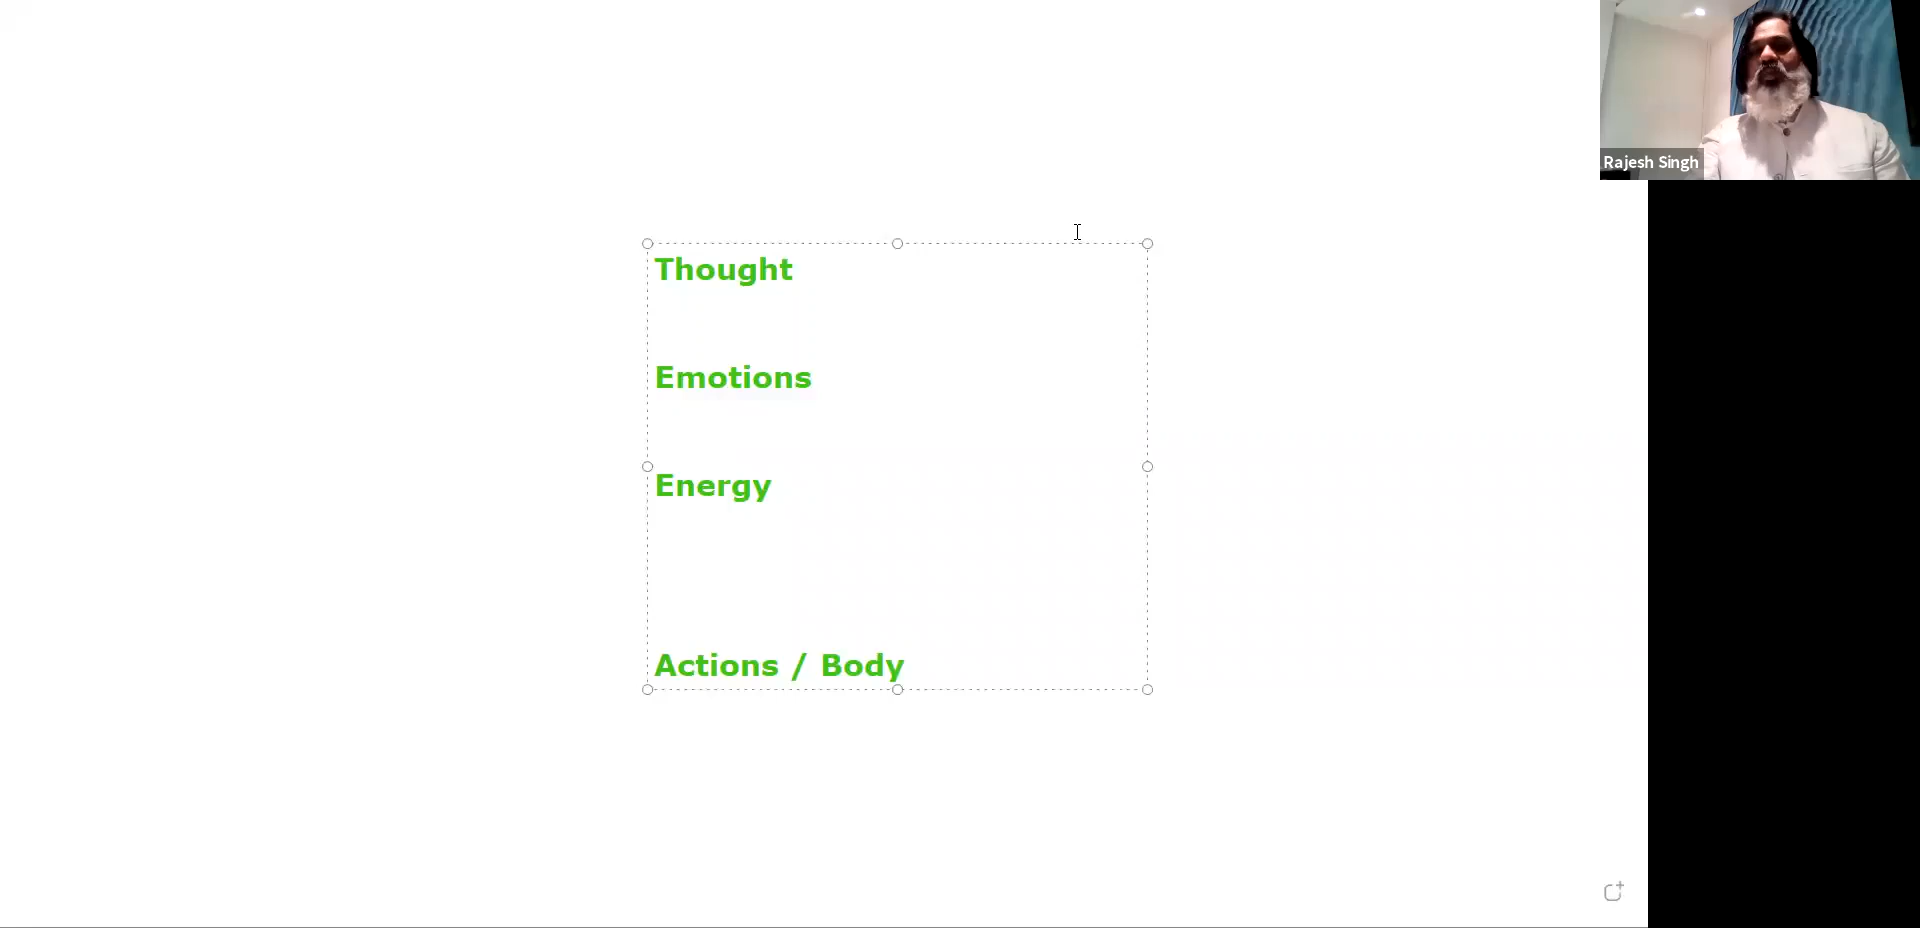 Rajesh Singh
Thought
Emotions
Energy
Actions / Body